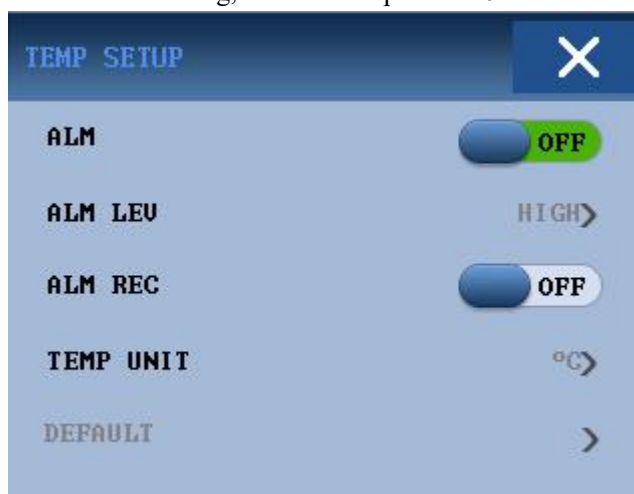 TEMP SETUP
ALM OFF
ALM LEV HIGH
ALM REC OFF
TEMP UNIT °C
DEFAULT